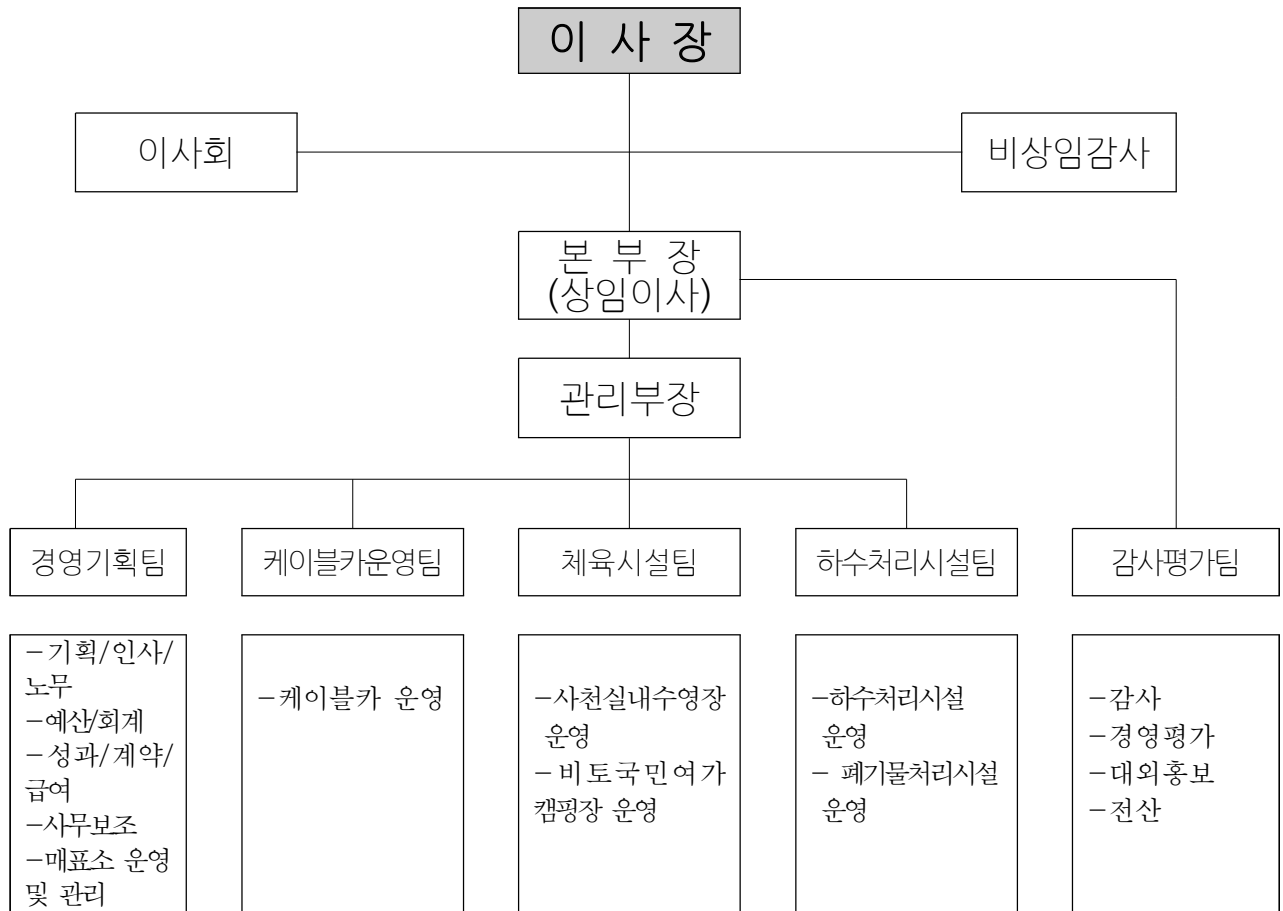 이 사 장
이사회
비상임감사
본 부 장
(상임이사)
관리부장
경영기획팀
케이블카운영팀
체육시설팀
하수처리시설팀
감사평가팀
-기획/인사/
노무
-예산/회계
-성과/계약/
급여
-사무보조
-매표소 운영
및 관리
-케이블카 운영
-사천실내수영장
운영
-비토국민여가
캠핑장 운영
-하수처리시설
운영
- 폐기물처리시설
운영
-감사
-경영평가
-대외홍보
-전산